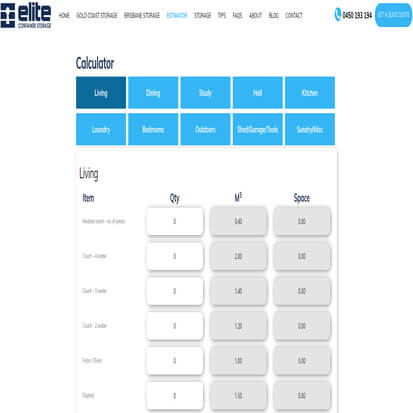 elite
CONTAINER STORAGE
HOME GOLD COAST STORAGE BRISBANE STORAGE ESTIMATOR STORAGE TIPS FAQS ABOUT BLOG CONTACT
0450 193 194
GET A QUICK QUOTE
Calculator
Living Dining Study Hall Kitchen
Laundry Bedrooms Outdoors Shed/Garage/Tools Sundry/Misc
Living
Item Qty M³ Space
Modular couch - no. of pieces 0 0.40 0.00
Couch - 4 seater 0 2.00 0.00
Couch - 3 seater 0 1.40 0.00
Couch - 2 seater 0 1.20 0.00
Futon / Divan 0 1.00 0.00
Daybed 0 1.50 0.00